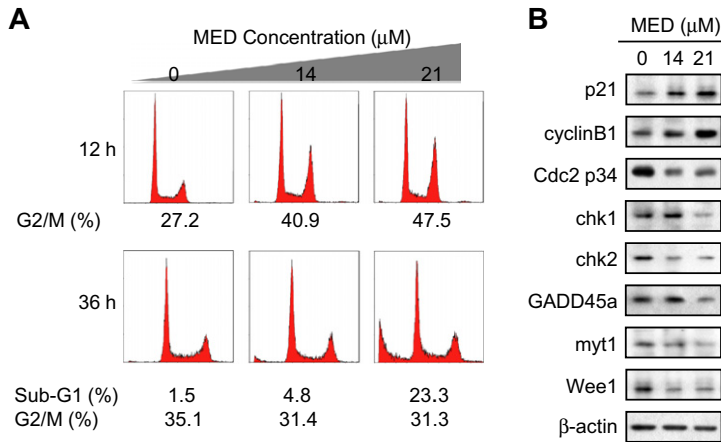 A
MED Concentration (μM)
0 14 21
12 h
G2/M (%) 27.2 40.9 47.5
36 h
Sub-G1 (%) 1.5 4.8 23.3
G2/M (%) 35.1 31.4 31.3
B
MED (μM)
0 14 21
p21
cyclinB1
Cdc2 p34
chk1
chk2
GADD45a
myt1
Wee1
β-actin